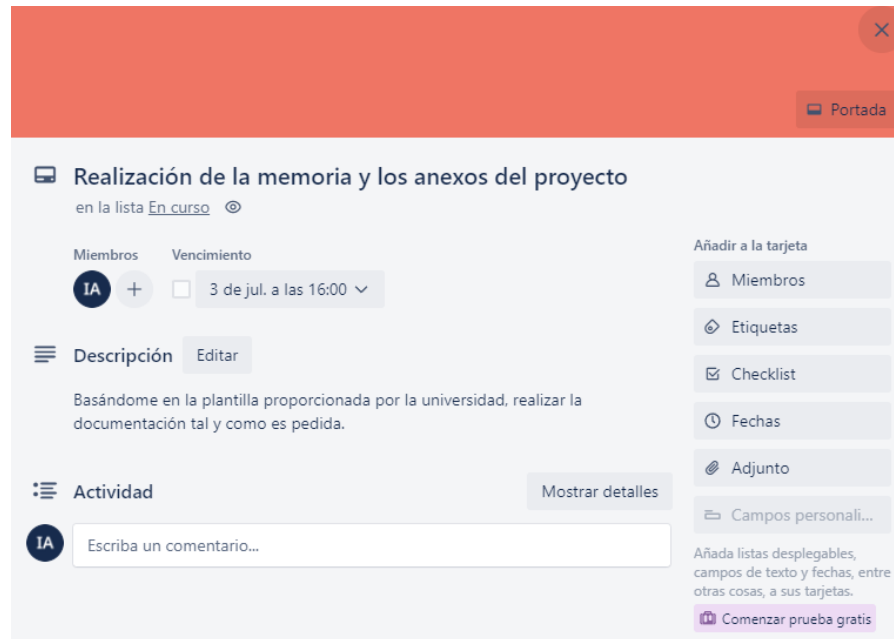 Portada
Realización de la memoria y los anexos del proyecto
en la lista En curso
Miembros
Vencimiento
IA
3 de jul. a las 16:00
Descripción
Editar
Basándome en la plantilla proporcionada por la universidad, realizar la
documentación tal y como es pedida.
Actividad
Mostrar detalles
IA
Escriba un comentario...
Añadir a la tarjeta
Miembros
Etiquetas
Checklist
Fechas
Adjunto
Campos personali...
Añada listas desplegables,
campos de texto y fechas, entre
otras cosas, a sus tarjetas.
Comenzar prueba gratis